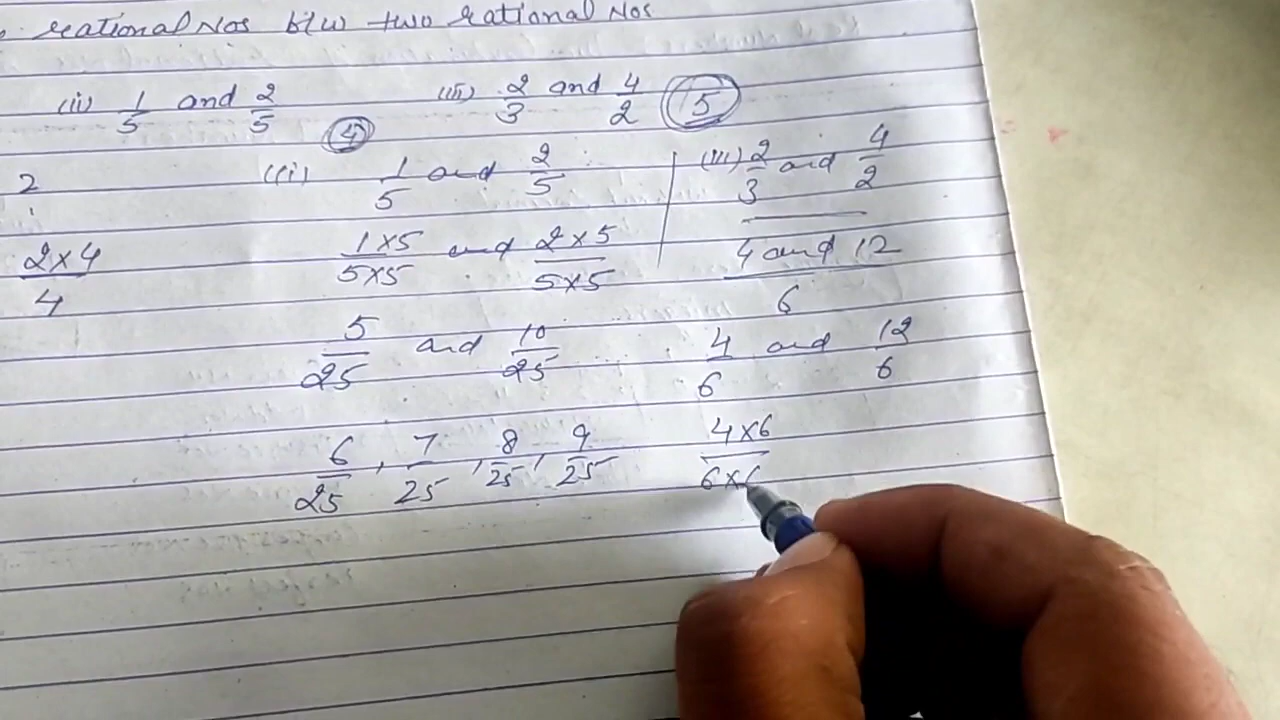 rational Nos b/w two rational Nos
(ii) 1/5 and 2/5 (iii) 2/3 and 4/2 (5)
(4)
2 (ii) 1/5 and 2/5 (iii) 2/3 and 4/2
2×4/4 1×5/5×5 and 2×5/5×5 4 and 12/6
5/25 and 10/25 4/6 and 12/6
6/25, 7/25, 8/25, 9/25 4×6/6×6